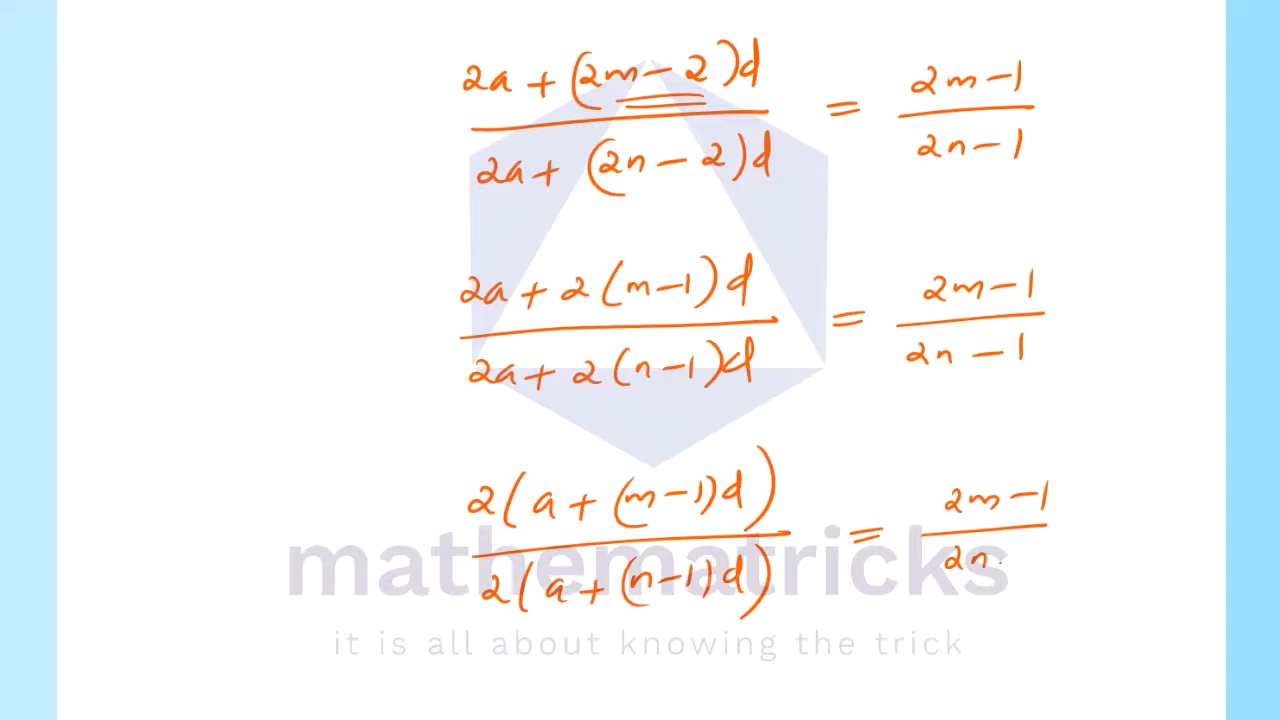 2a + (2m - 2)d / 2a + (2n - 2)d = 2m - 1 / 2n - 1
2a + 2(m-1)d / 2a + 2(n-1)d = 2m - 1 / 2n - 1
2(a + (m-1)d) / 2(a + (n-1)d) = 2m - 1 / 2n
mathematricks
it is all about knowing the trick